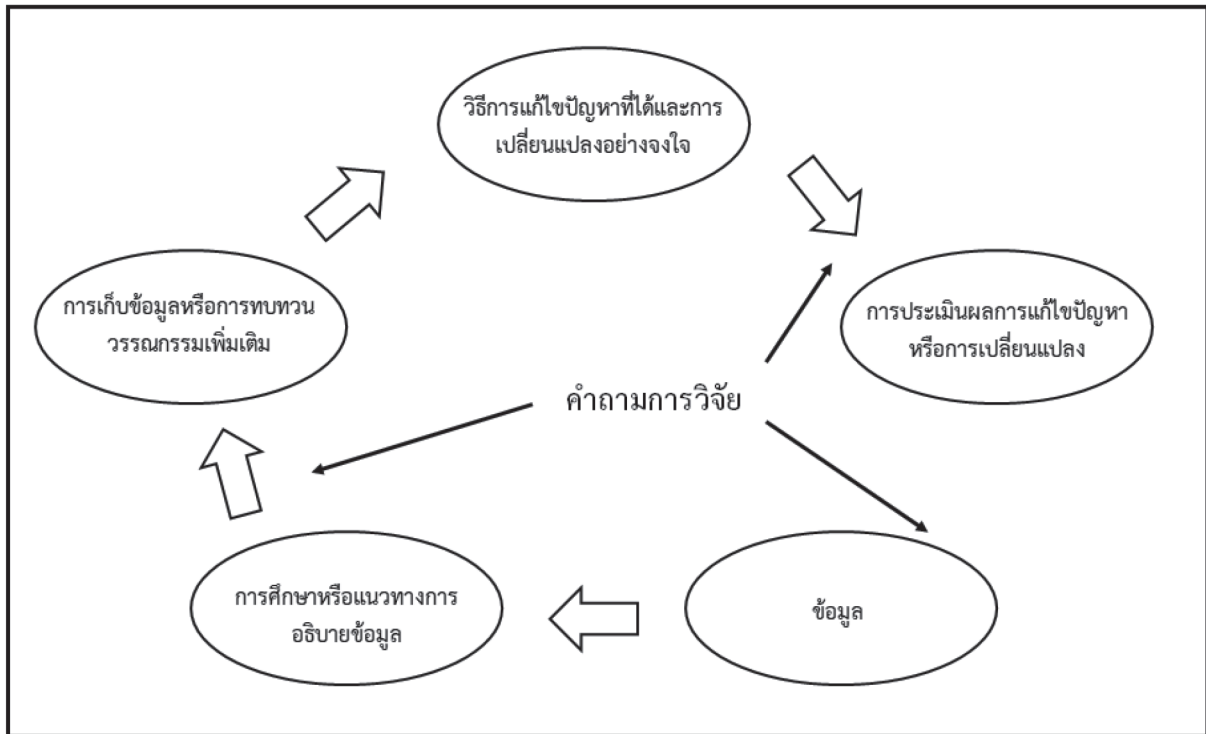 วิธีการแก้ไขปัญหาที่ได้และการ
เปลี่ยนแปลงอย่างจงใจ
การเก็บข้อมูลหรือการทบทวน
วรรณกรรมเพิ่มเติม
การประเมินผลการแก้ไขปัญหา
หรือการเปลี่ยนแปลง
คำถามการวิจัย
การศึกษาหรือแนวทางการ
อธิบายข้อมูล
ข้อมูล